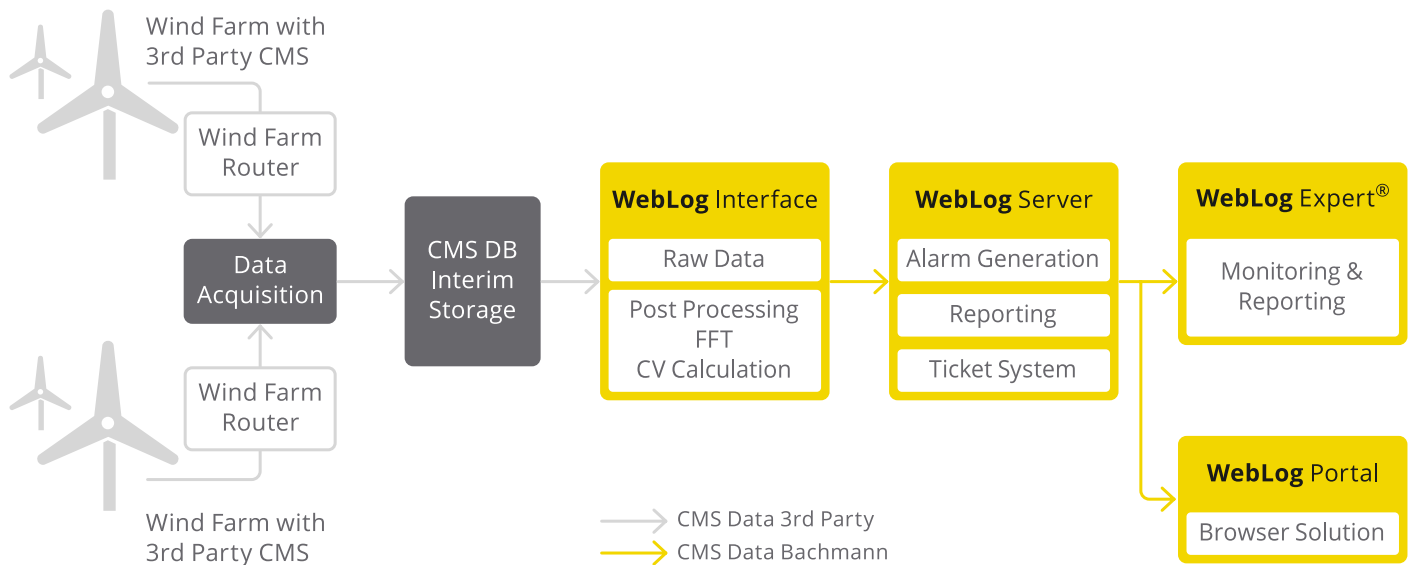 Wind Farm with
3rd Party CMS
Wind Farm
Router
Data
Acquisition
Wind Farm
Router
Wind Farm with
3rd Party CMS
CMS DB
Interim
Storage
WebLog Interface
Raw Data
Post Processing
FFT
CV Calculation
WebLog Server
Alarm Generation
Reporting
Ticket System
WebLog Expert®
Monitoring &
Reporting
WebLog Portal
Browser Solution
CMS Data 3rd Party
CMS Data Bachmann